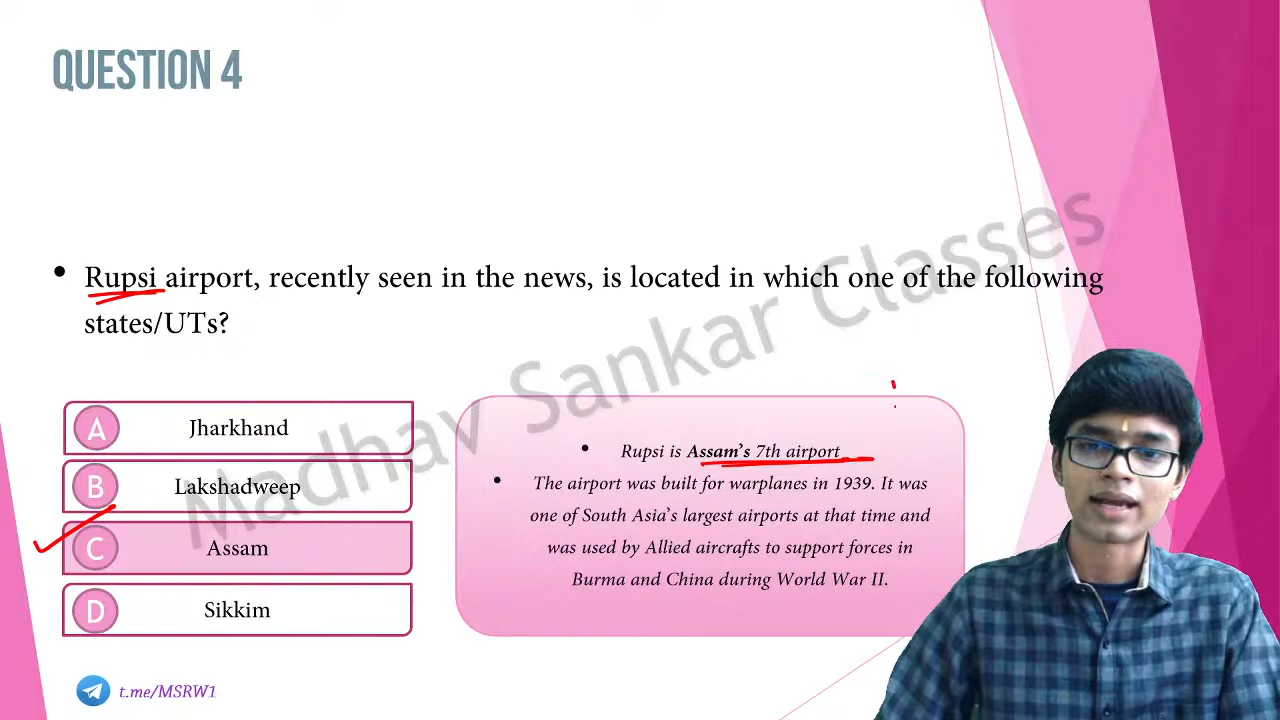 QUESTION 4
• Rupsi airport, recently seen in the news, is located in which one of the following
states/UTs?
A Jharkhand
B Lakshadweep
C Assam
D Sikkim
• Rupsi is Assam's 7th airport
• The airport was built for warplanes in 1939. It was
one of South Asia's largest airports at that time and
was used by Allied aircrafts to support forces in
Burma and China during World War II.
Madhav Sankar Classes
t.me/MSRW1